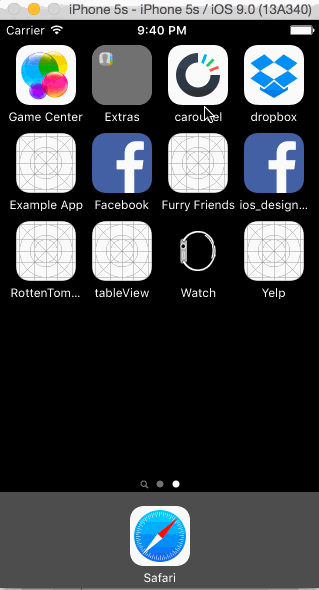 iPhone 5s - iPhone 5s / iOS 9.0 (13A340)
Carrier 9:40 PM
Game Center Extras carousel dropbox
Example App Facebook Furry Friends ios_design...
RottenTom... tableView Watch Yelp
Safari